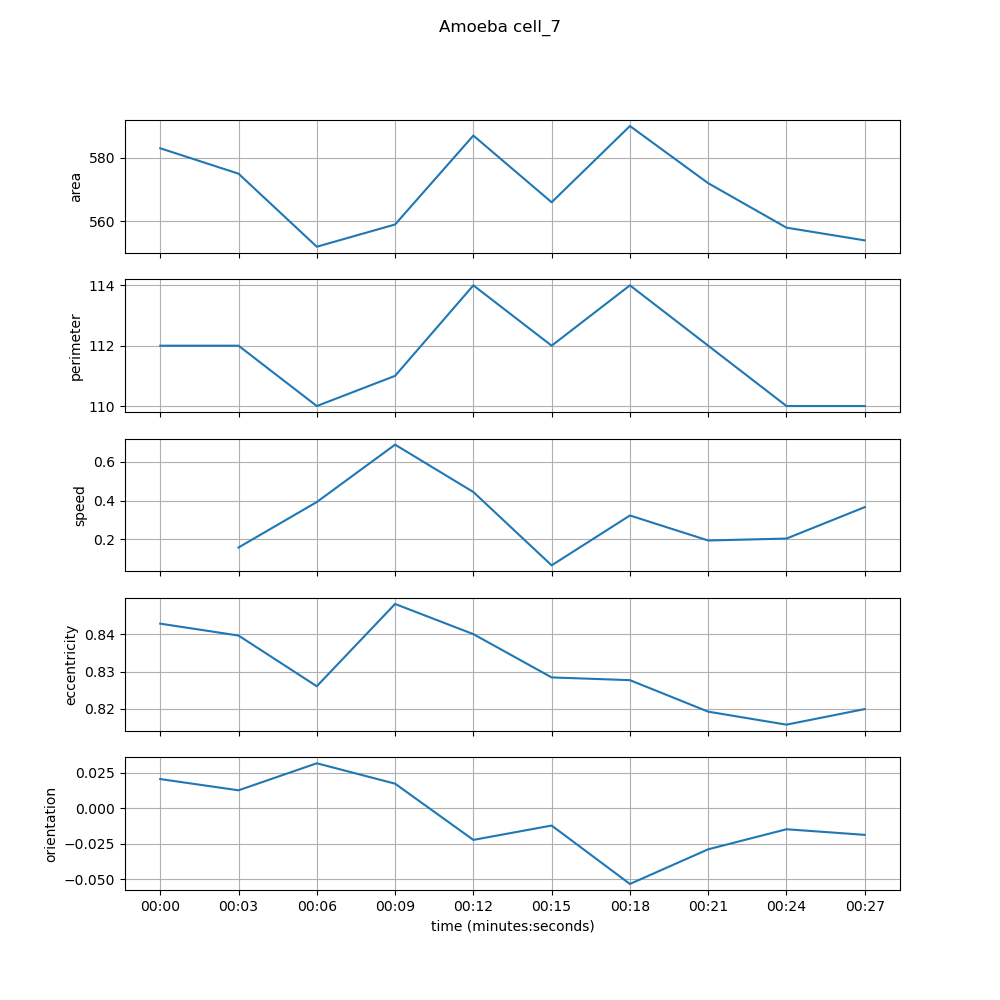 Amoeba cell_7
580
560
area
114
112
110
perimeter
0.6
0.4
0.2
speed
0.84
0.83
0.82
eccentricity
0.025
0.000
−0.025
−0.050
orientation
00:00 00:03 00:06 00:09 00:12 00:15 00:18 00:21 00:24 00:27
time (minutes:seconds)